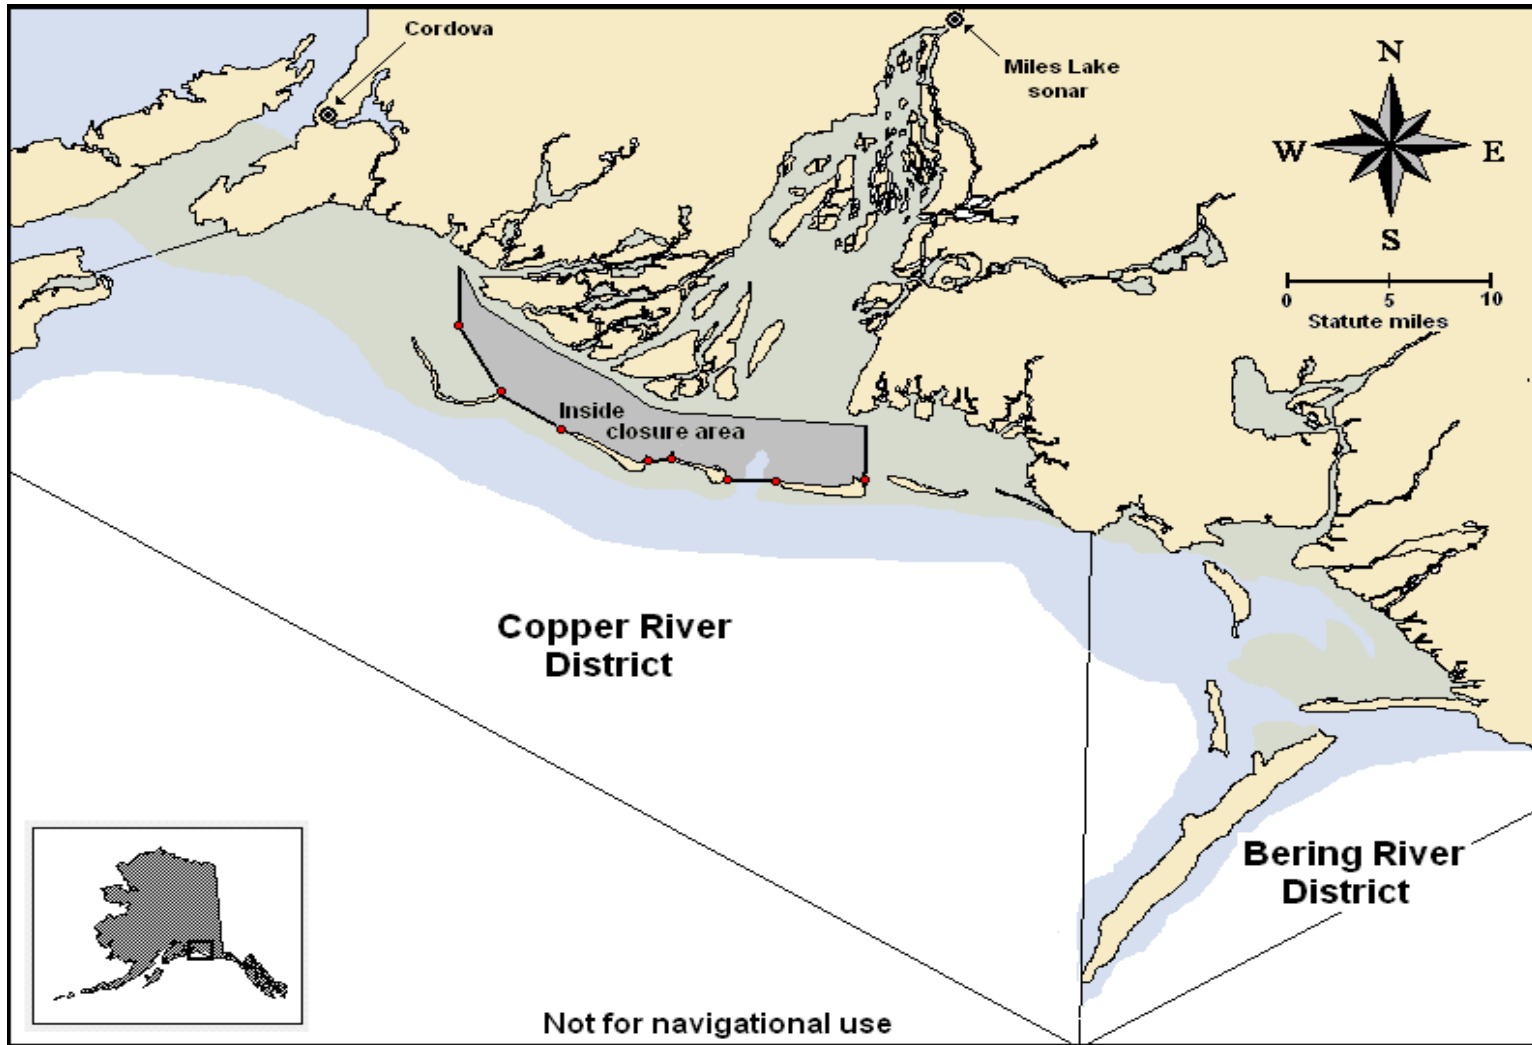 Cordova
Miles Lake
sonar
N
W
E
S
0
5
10
Statute miles
Inside
closure area
Copper River
District
Bering River
District
Not for navigational use